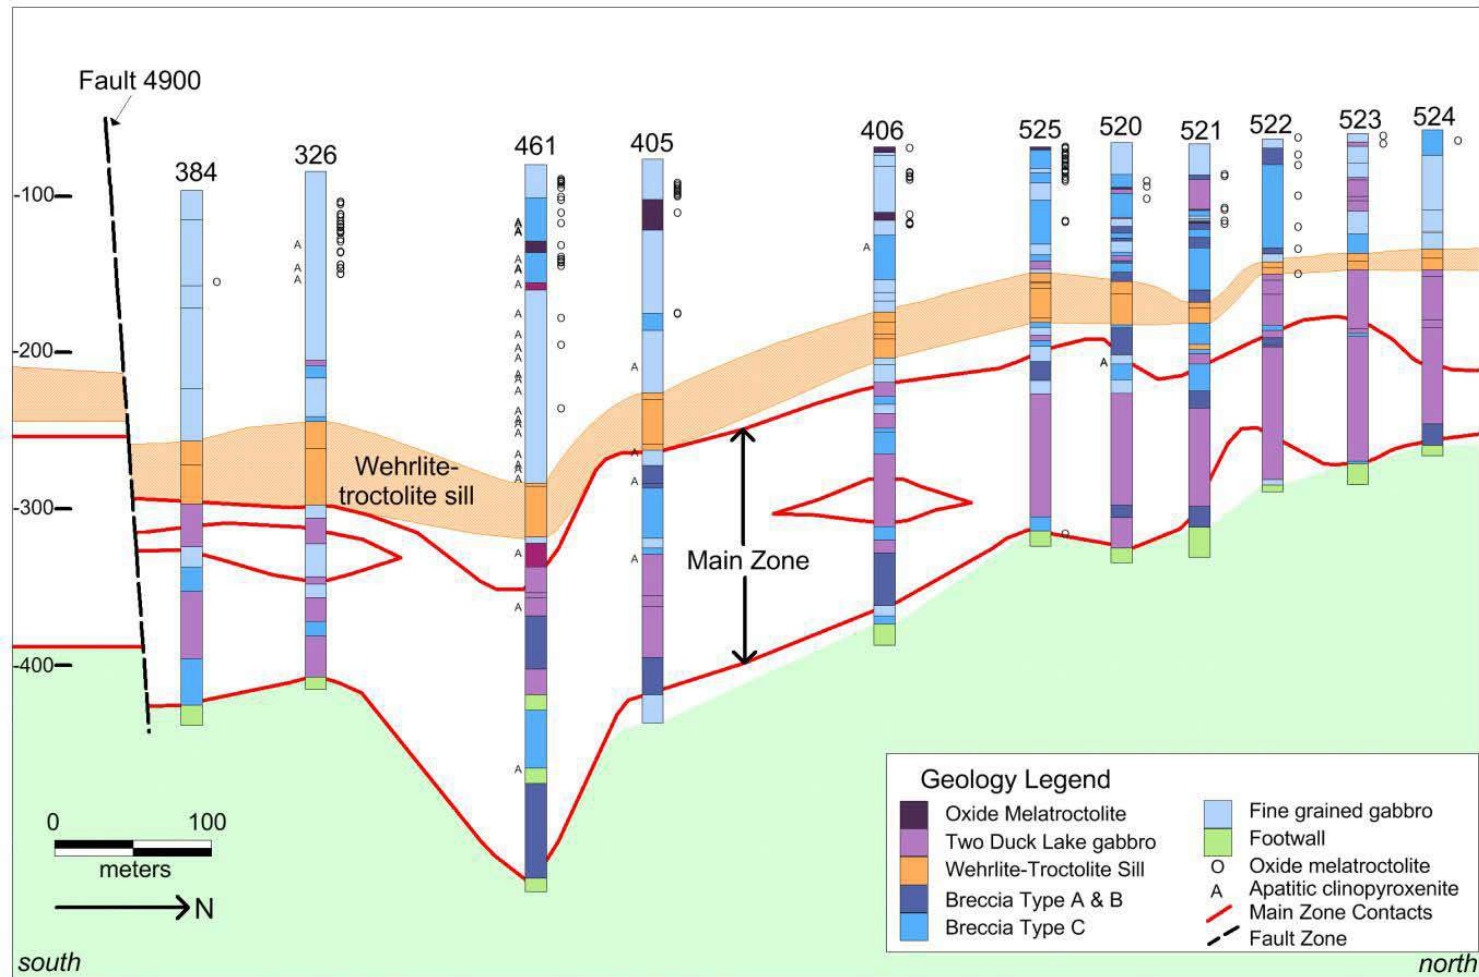 Fault 4900
384
326
461
405
406
525
520
521
522
523
524
-100
-200
-300
-400
Wehrlite-
troctolite sill
Main Zone
0 100
meters
N
south
north
Geology Legend
Oxide Melatroctolite
Two Duck Lake gabbro
Wehrlite-Troctolite Sill
Breccia Type A & B
Breccia Type C
Fine grained gabbro
Footwall
O Oxide melatroctolite
A Apatitic clinopyroxenite
Main Zone Contacts
Fault Zone